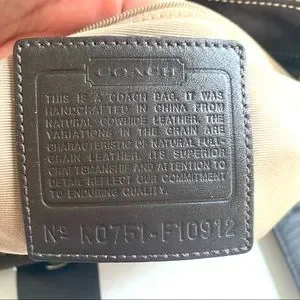 COACH
THIS IS A COACH BAG. IT WAS
HANDCRAFTED IN CHINA FROM
NATURAL COWHIDE LEATHER. THE
VARIATIONS IN THE GRAIN ARE
CHARACTERISTIC OF NATURAL FULL-
GRAIN LEATHER. ITS SUPERIOR
CRAFTSMANSHIP AND ATTENTION TO
DETAIL REFLECT OUR COMMITMENT
TO ENDURING QUALITY.
Nº K0751-F10912